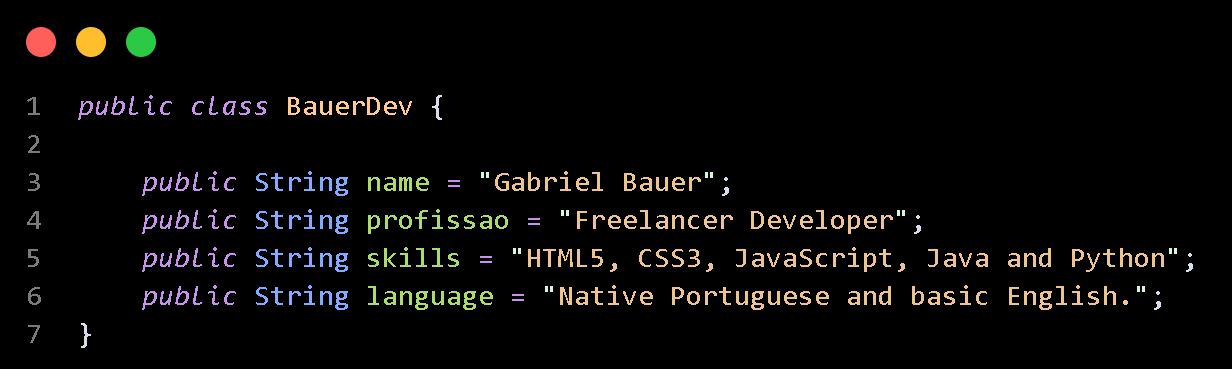 1 public class BauerDev {
2
3 public String name = "Gabriel Bauer";
4 public String profissao = "Freelancer Developer";
5 public String skills = "HTML5, CSS3, JavaScript, Java and Python";
6 public String language = "Native Portuguese and basic English.";
7 }